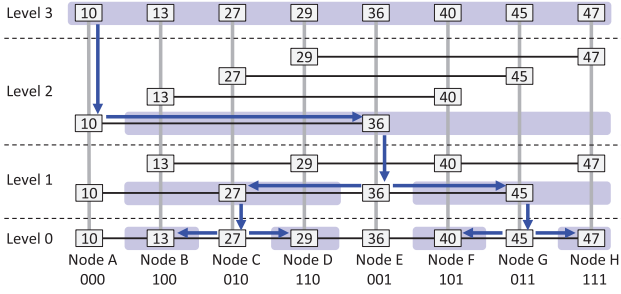 Level 3 10 13 27 29 36 40 45 47
29 47
27 45
Level 2
13 40
10 36
13 29 40 47
Level 1
10 27 36 45
Level 0 10 13 27 29 36 40 45 47
Node A Node B Node C Node D Node E Node F Node G Node H
000 100 010 110 001 101 011 111